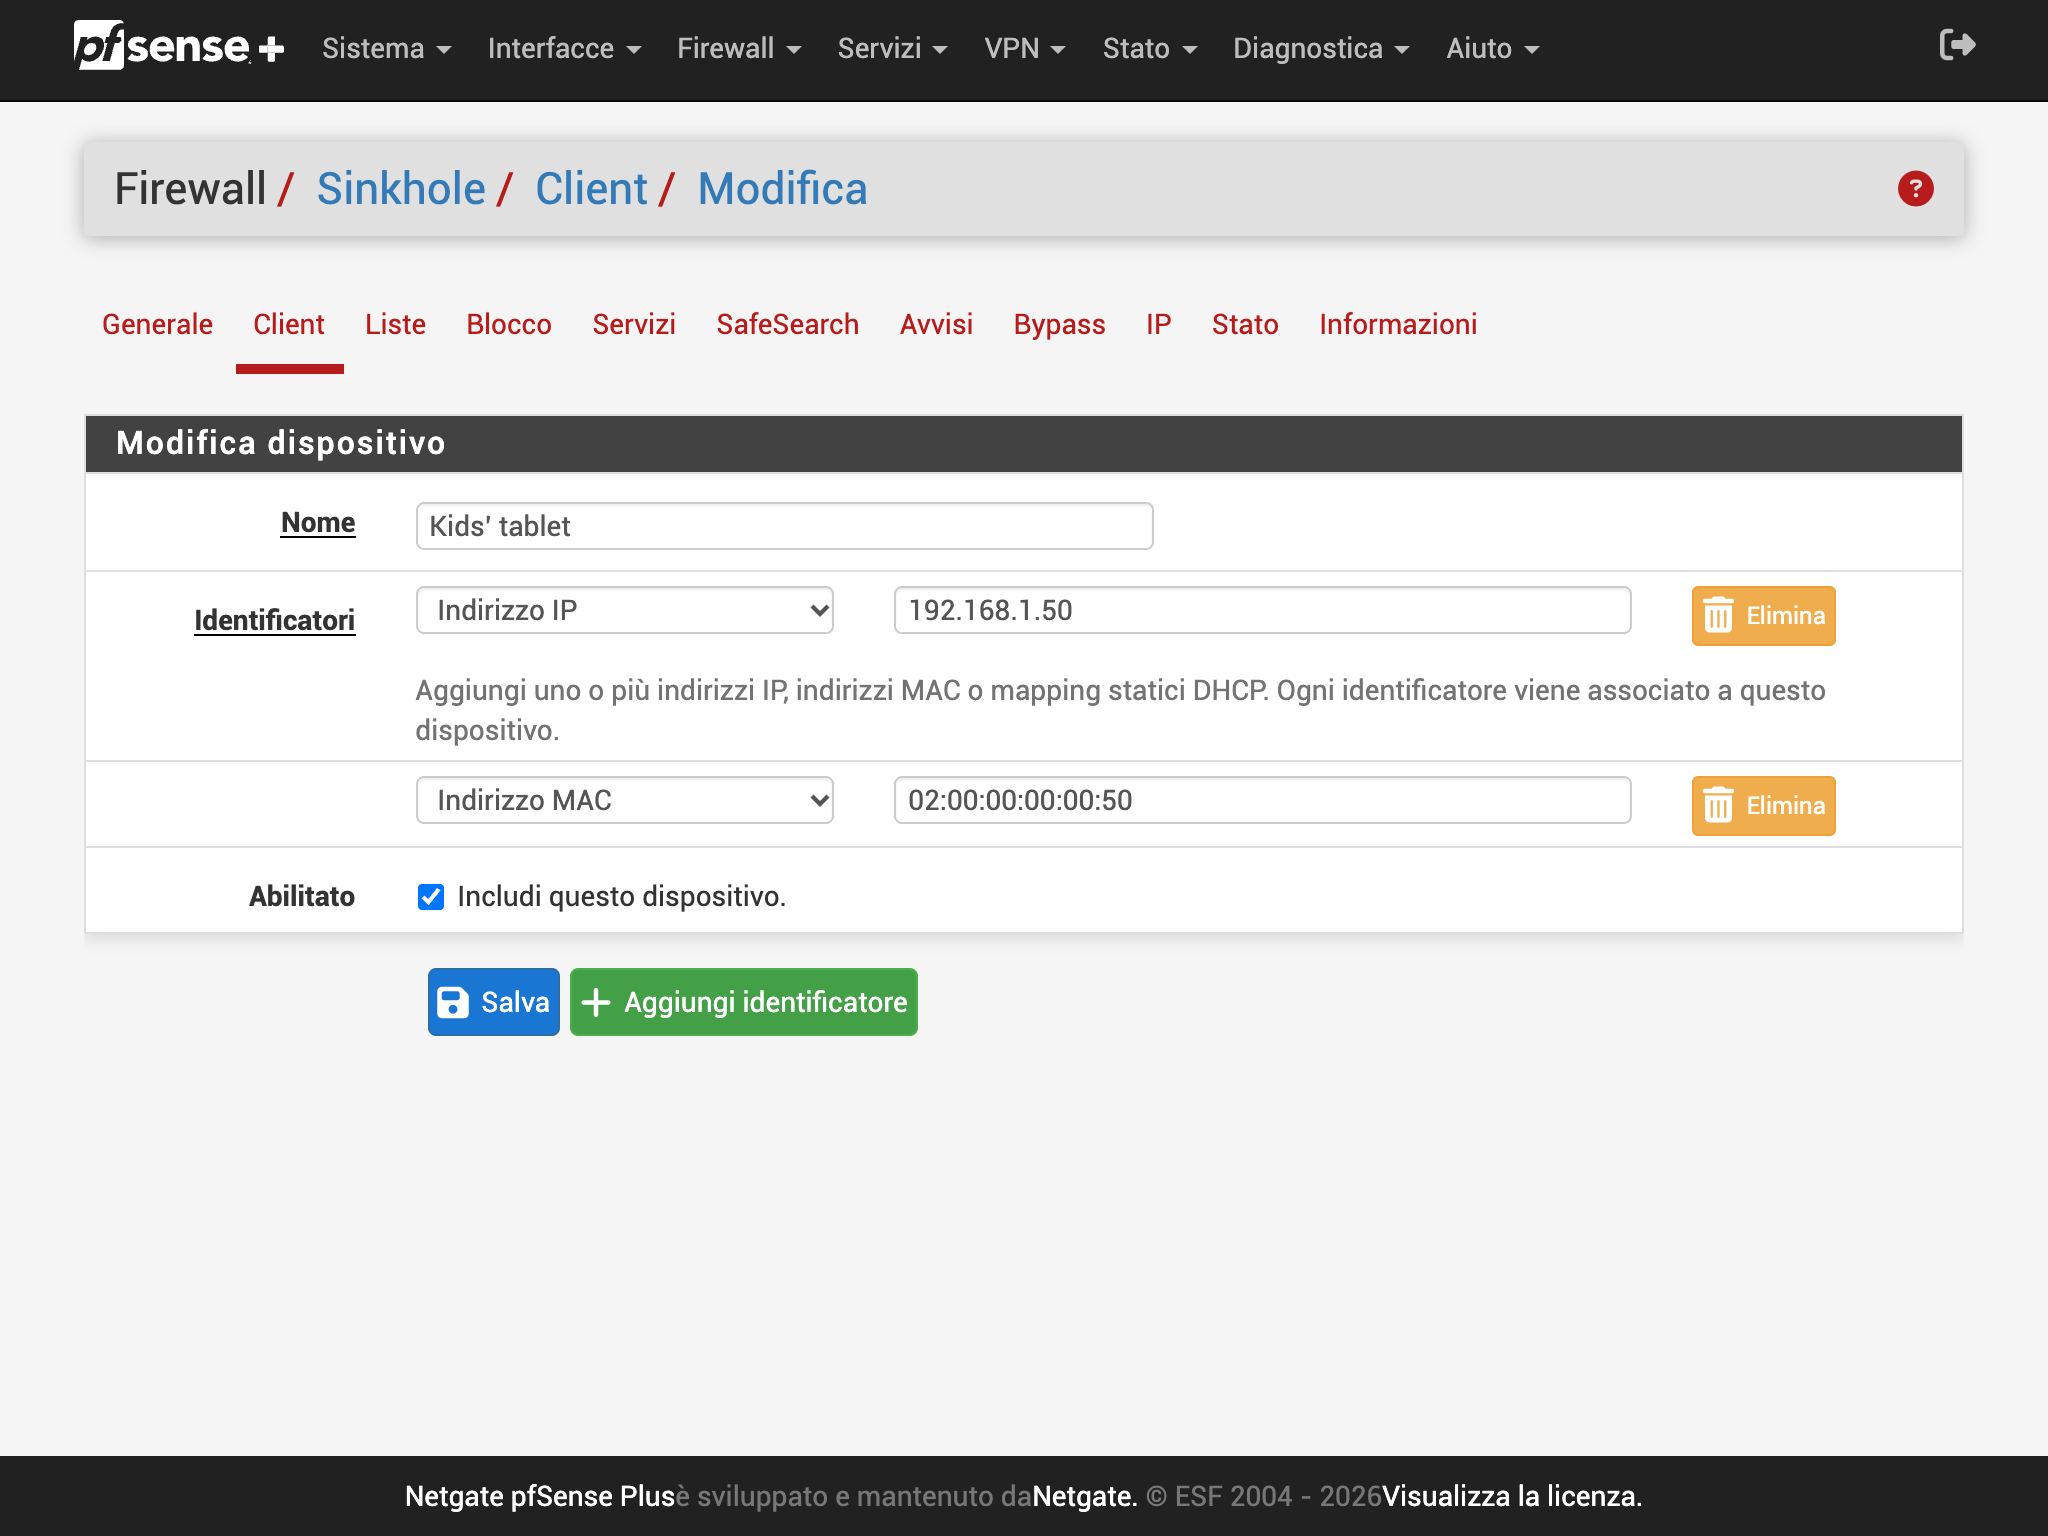 pfsense+ Sistema Interfacce Firewall Servizi VPN Stato Diagnostica Aiuto
Firewall / Sinkhole / Client / Modifica ?
Generale Client Liste Blocco Servizi SafeSearch Avvisi Bypass IP Stato Informazioni
Modifica dispositivo
Nome Kids' tablet
Identificatori Indirizzo IP 192.168.1.50 Elimina
Aggiungi uno o più indirizzi IP, indirizzi MAC o mapping statici DHCP. Ogni identificatore viene associato a questo
dispositivo.
Indirizzo MAC 02:00:00:00:00:50 Elimina
Abilitato Includi questo dispositivo.
Salva Aggiungi identificatore
Netgate pfSense Plusè sviluppato e mantenuto daNetgate. © ESF 2004 - 2026Visualizza la licenza.